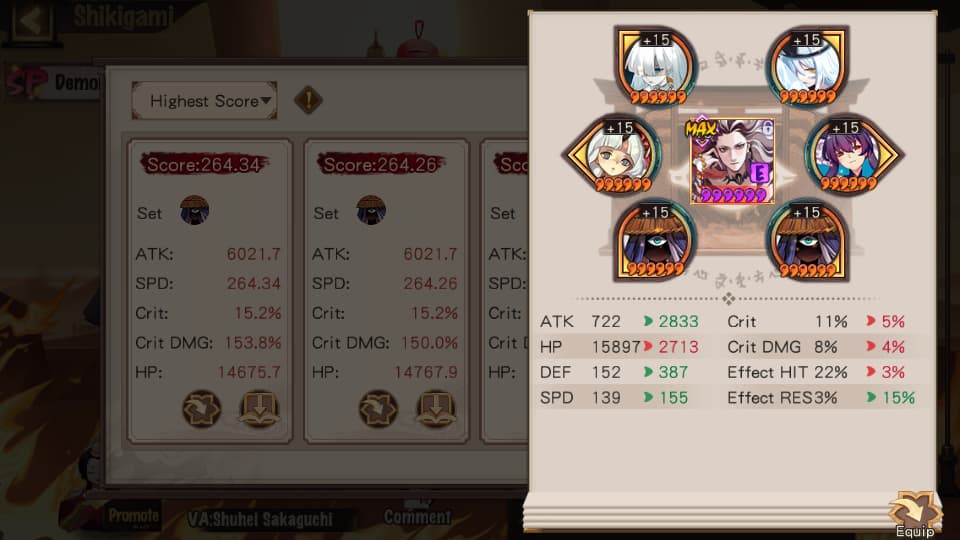 Shikigami
SP Demo
Highest Score
Score:264.34
Set
ATK: 6021.7
SPD: 264.34
Crit: 15.2%
Crit DMG: 153.8%
HP: 14675.7
Score:264.26
Set
ATK: 6021.7
SPD: 264.26
Crit: 15.2%
Crit DMG: 150.0%
HP: 14767.9
Sco
Set
ATK:
SPD:
Crit:
Crit D
HP:
Promote
VA:Shuhei Sakaguchi
Comment
+15
+15
+15
MAX
E
+15
+15
+15
ATK 722 2833
HP 15897 2713
DEF 152 387
SPD 139 155
Crit 11% 5%
Crit DMG 8% 4%
Effect HIT 22% 3%
Effect RES 3% 15%
Equip